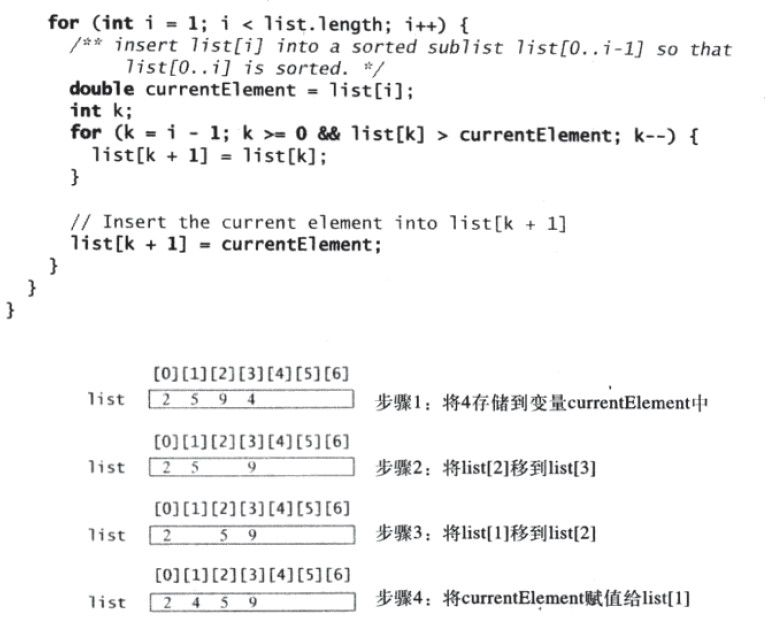 for (int i = 1; i < list.length; i++) {
/** insert list[i] into a sorted sublist list[0..i-1] so that
list[0..i] is sorted. */
double currentElement = list[i];
int k;
for (k = i - 1; k >= 0 && list[k] > currentElement; k--) {
list[k + 1] = list[k];
}
// Insert the current element into list[k + 1]
list[k + 1] = currentElement;
}
}
}
[0][1][2][3][4][5][6]
list 2 5 9 4 步骤1：将4存储到变量currentElement中
[0][1][2][3][4][5][6]
list 2 5 9 步骤2：将list[2]移到list[3]
[0][1][2][3][4][5][6]
list 2 5 9 步骤3：将list[1]移到list[2]
[0][1][2][3][4][5][6]
list 2 4 5 9 步骤4：将currentElement赋值给list[1]